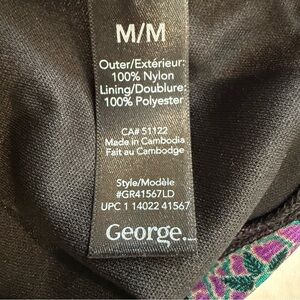 M/M
Outer/Extérieur:
100% Nylon
Lining/Doublure:
100% Polyester
CA# 51122
Made in Cambodia
Fait au Cambodge
Style/Modèle
#GR41567LD
UPC 1 14022 41567
George.